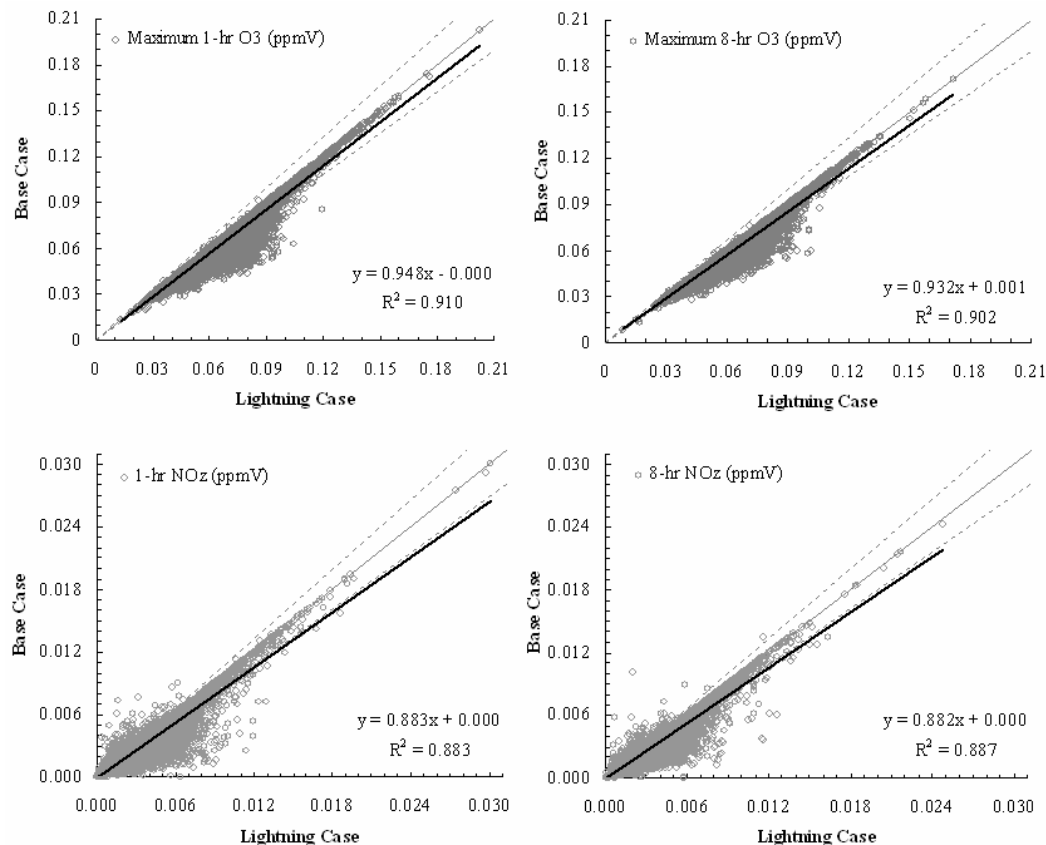 Maximum 1-hr O3 (ppmV)
Base Case
0.21
0.18
0.15
0.12
0.09
0.06
0.03
0
y = 0.948x - 0.000
R² = 0.910
0 0.03 0.06 0.09 0.12 0.15 0.18 0.21
Lightning Case
Maximum 8-hr O3 (ppmV)
Base Case
0.21
0.18
0.15
0.12
0.09
0.06
0.03
0
y = 0.932x + 0.001
R² = 0.902
0 0.03 0.06 0.09 0.12 0.15 0.18 0.21
Lightning Case
1-hr NOz (ppmV)
Base Case
0.030
0.024
0.018
0.012
0.006
0.000
y = 0.883x + 0.000
R² = 0.883
0.000 0.006 0.012 0.018 0.024 0.030
Lightning Case
8-hr NOz (ppmV)
Base Case
0.030
0.024
0.018
0.012
0.006
0.000
y = 0.882x + 0.000
R² = 0.887
0.000 0.006 0.012 0.018 0.024 0.030
Lightning Case